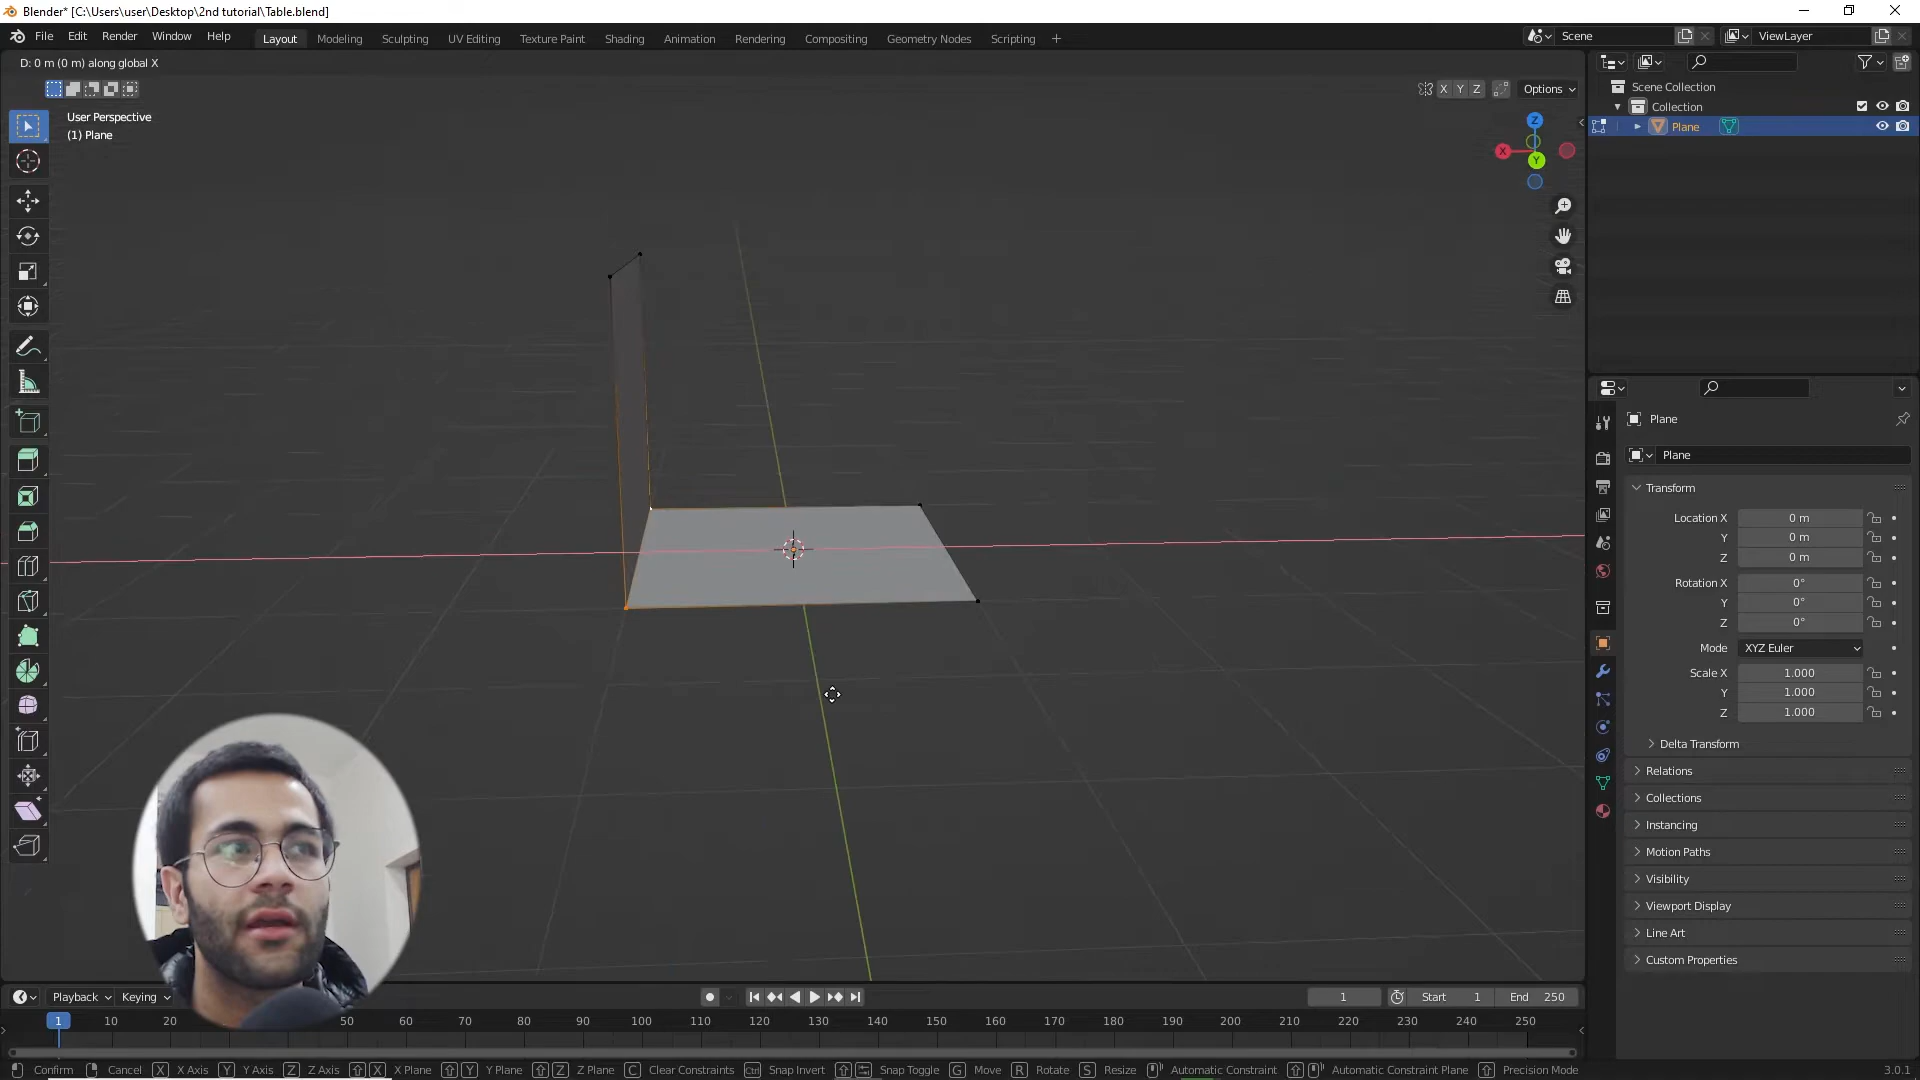 Blender* [C:\Users\user\Desktop\2nd tutorial\Table.blend]
File Edit Render Window Help Layout Modeling Sculpting UV Editing Texture Paint Shading Animation Rendering Compositing Geometry Nodes Scripting + Scene ViewLayer
D: 0 m (0 m) along global X
X Y Z Options
User Perspective
(1) Plane
Z
X
Y
Scene Collection
Collection
Plane
Plane
Plane
Transform
Location X 0 m
Y 0 m
Z 0 m
Rotation X 0°
Y 0°
Z 0°
Mode XYZ Euler
Scale X 1.000
Y 1.000
Z 1.000
Delta Transform
Relations
Collections
Instancing
Motion Paths
Visibility
Viewport Display
Line Art
Custom Properties
Playback Keying 1 Start 1 End 250
1 10 20 50 60 70 80 90 100 110 120 130 140 150 160 170 180 190 200 210 220 230 240 250
Confirm Cancel X X Axis Y Y Axis Z Z Axis X X Plane Y Y Plane Z Z Plane C Clear Constraints Ctrl Snap Invert Snap Toggle G Move R Rotate S Resize Automatic Constraint Automatic Constraint Plane Precision Mode 3.0.1